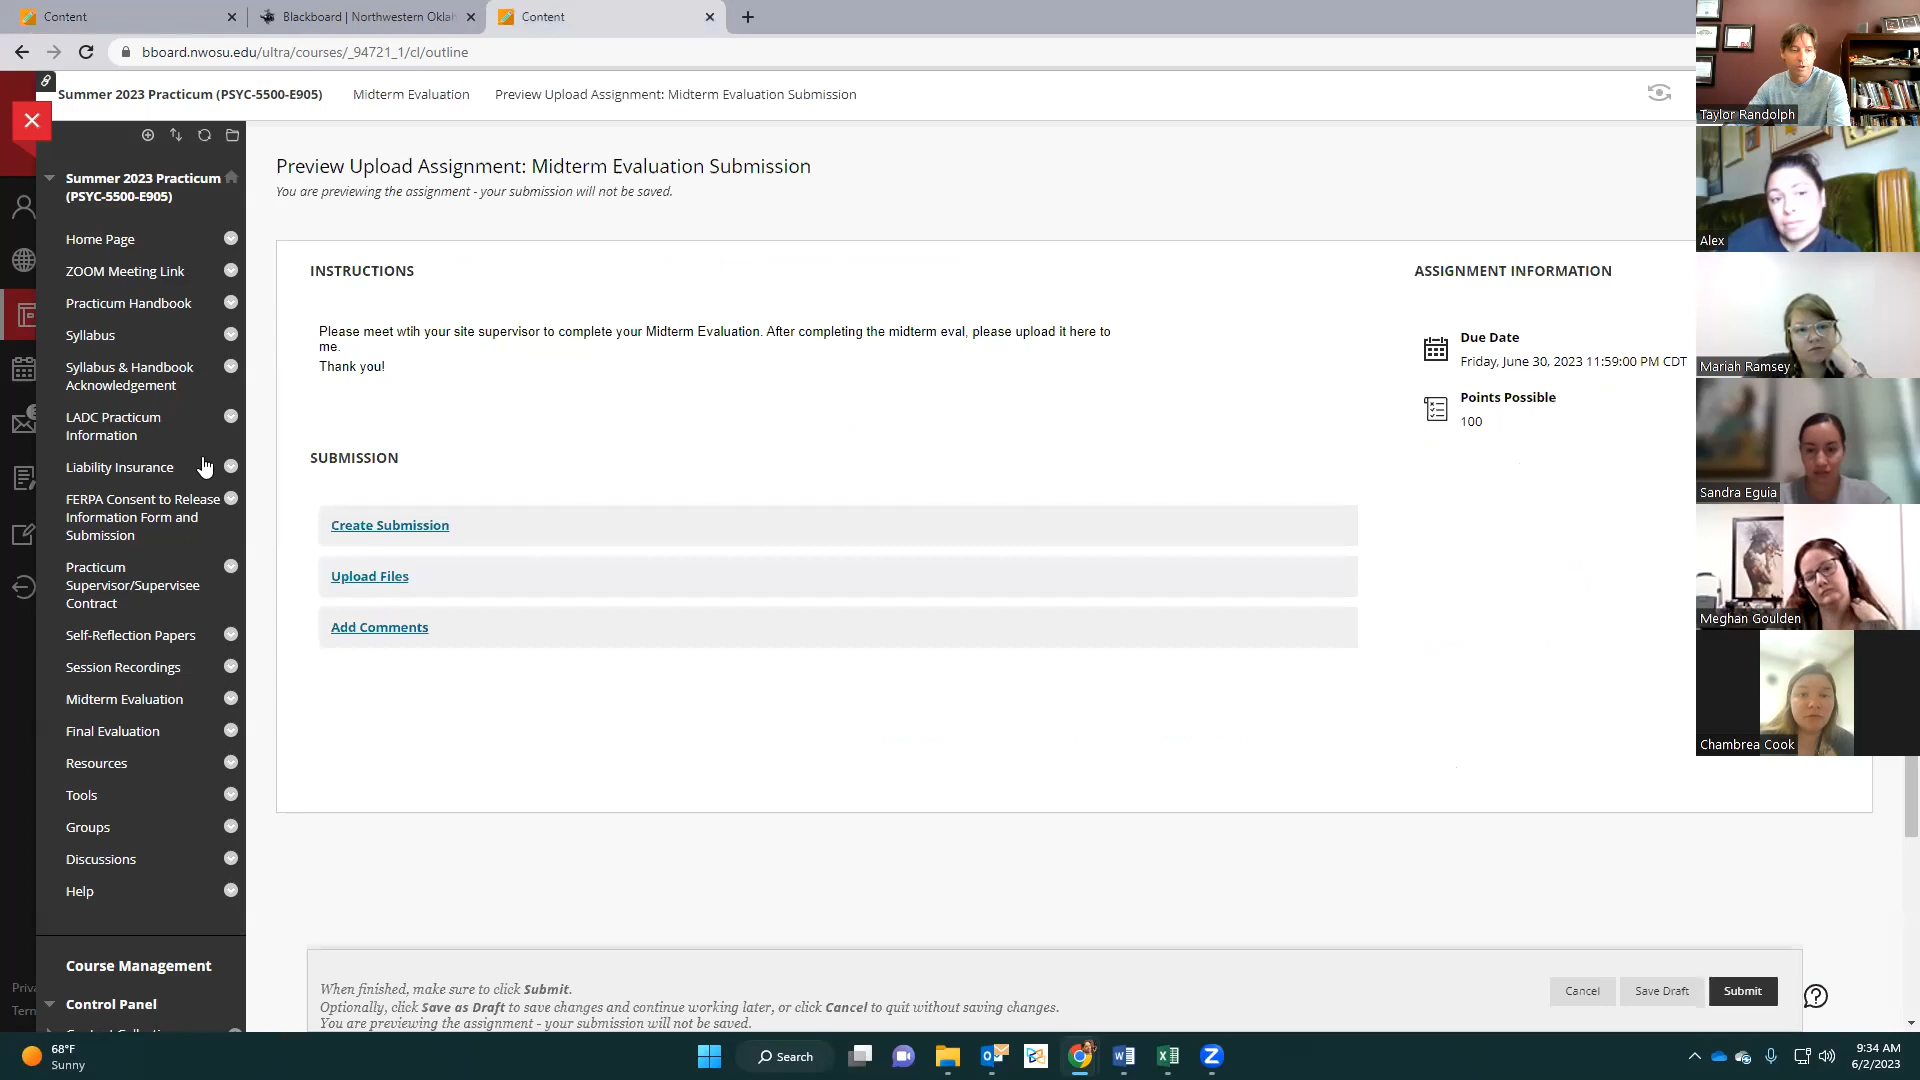 Content
Blackboard | Northwestern Oklah
Content
bboard.nwosu.edu/ultra/courses/_94721_1/cl/outline
Summer 2023 Practicum (PSYC-5500-E905)
Midterm Evaluation
Preview Upload Assignment: Midterm Evaluation Submission
Summer 2023 Practicum
(PSYC-5500-E905)
Home Page
ZOOM Meeting Link
Practicum Handbook
Syllabus
Syllabus & Handbook
Acknowledgement
LADC Practicum
Information
Liability Insurance
FERPA Consent to Release
Information Form and
Submission
Practicum
Supervisor/Supervisee
Contract
Self-Reflection Papers
Session Recordings
Midterm Evaluation
Final Evaluation
Resources
Tools
Groups
Discussions
Help
Course Management
Control Panel
Priva
Term
Preview Upload Assignment: Midterm Evaluation Submission
You are previewing the assignment - your submission will not be saved.
INSTRUCTIONS
Please meet wtih your site supervisor to complete your Midterm Evaluation. After completing the midterm eval, please upload it here to
me.
Thank you!
SUBMISSION
Create Submission
Upload Files
Add Comments
ASSIGNMENT INFORMATION
Due Date
Friday, June 30, 2023 11:59:00 PM CDT
Points Possible
100
When finished, make sure to click Submit.
Optionally, click Save as Draft to save changes and continue working later, or click Cancel to quit without saving changes.
You are previewing the assignment - your submission will not be saved.
Cancel
Save Draft
Submit
Taylor Randolph
Alex
Mariah Ramsey
Sandra Eguia
Meghan Goulden
Chambrea Cook
68°F
Sunny
Search
9:34 AM
6/2/2023